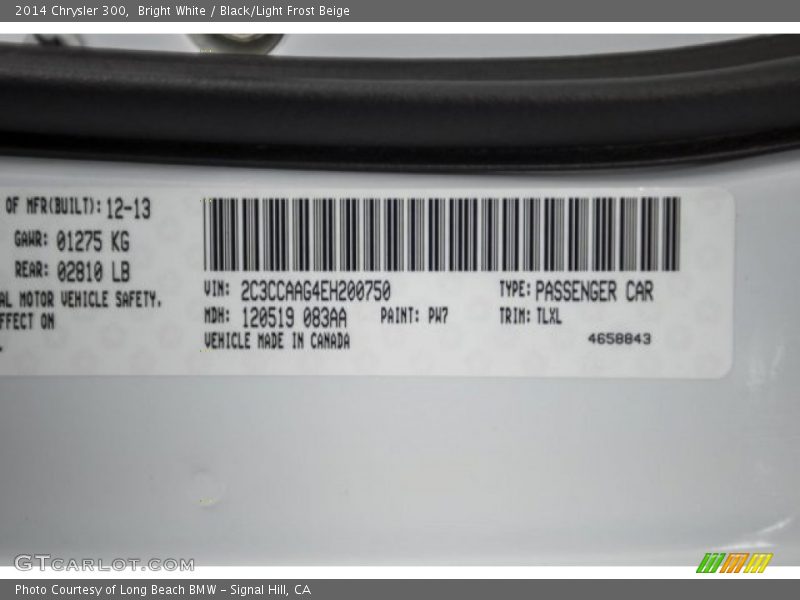 2014 Chrysler 300,  Bright White / Black/Light Frost Beige
OF MFR(BUILT): 12-13
GAWR: 01275 KG
REAR: 02810 LB
AL MOTOR VEHICLE SAFETY,
FFECT ON
VIN: 2C3CCAAG4EH200750 TYPE: PASSENGER CAR
MDH: 120519 083AA PAINT: PW7 TRIM: TLXL
VEHICLE MADE IN CANADA 4658843
GTCARLOT.COM
Photo Courtesy of Long Beach BMW - Signal Hill, CA